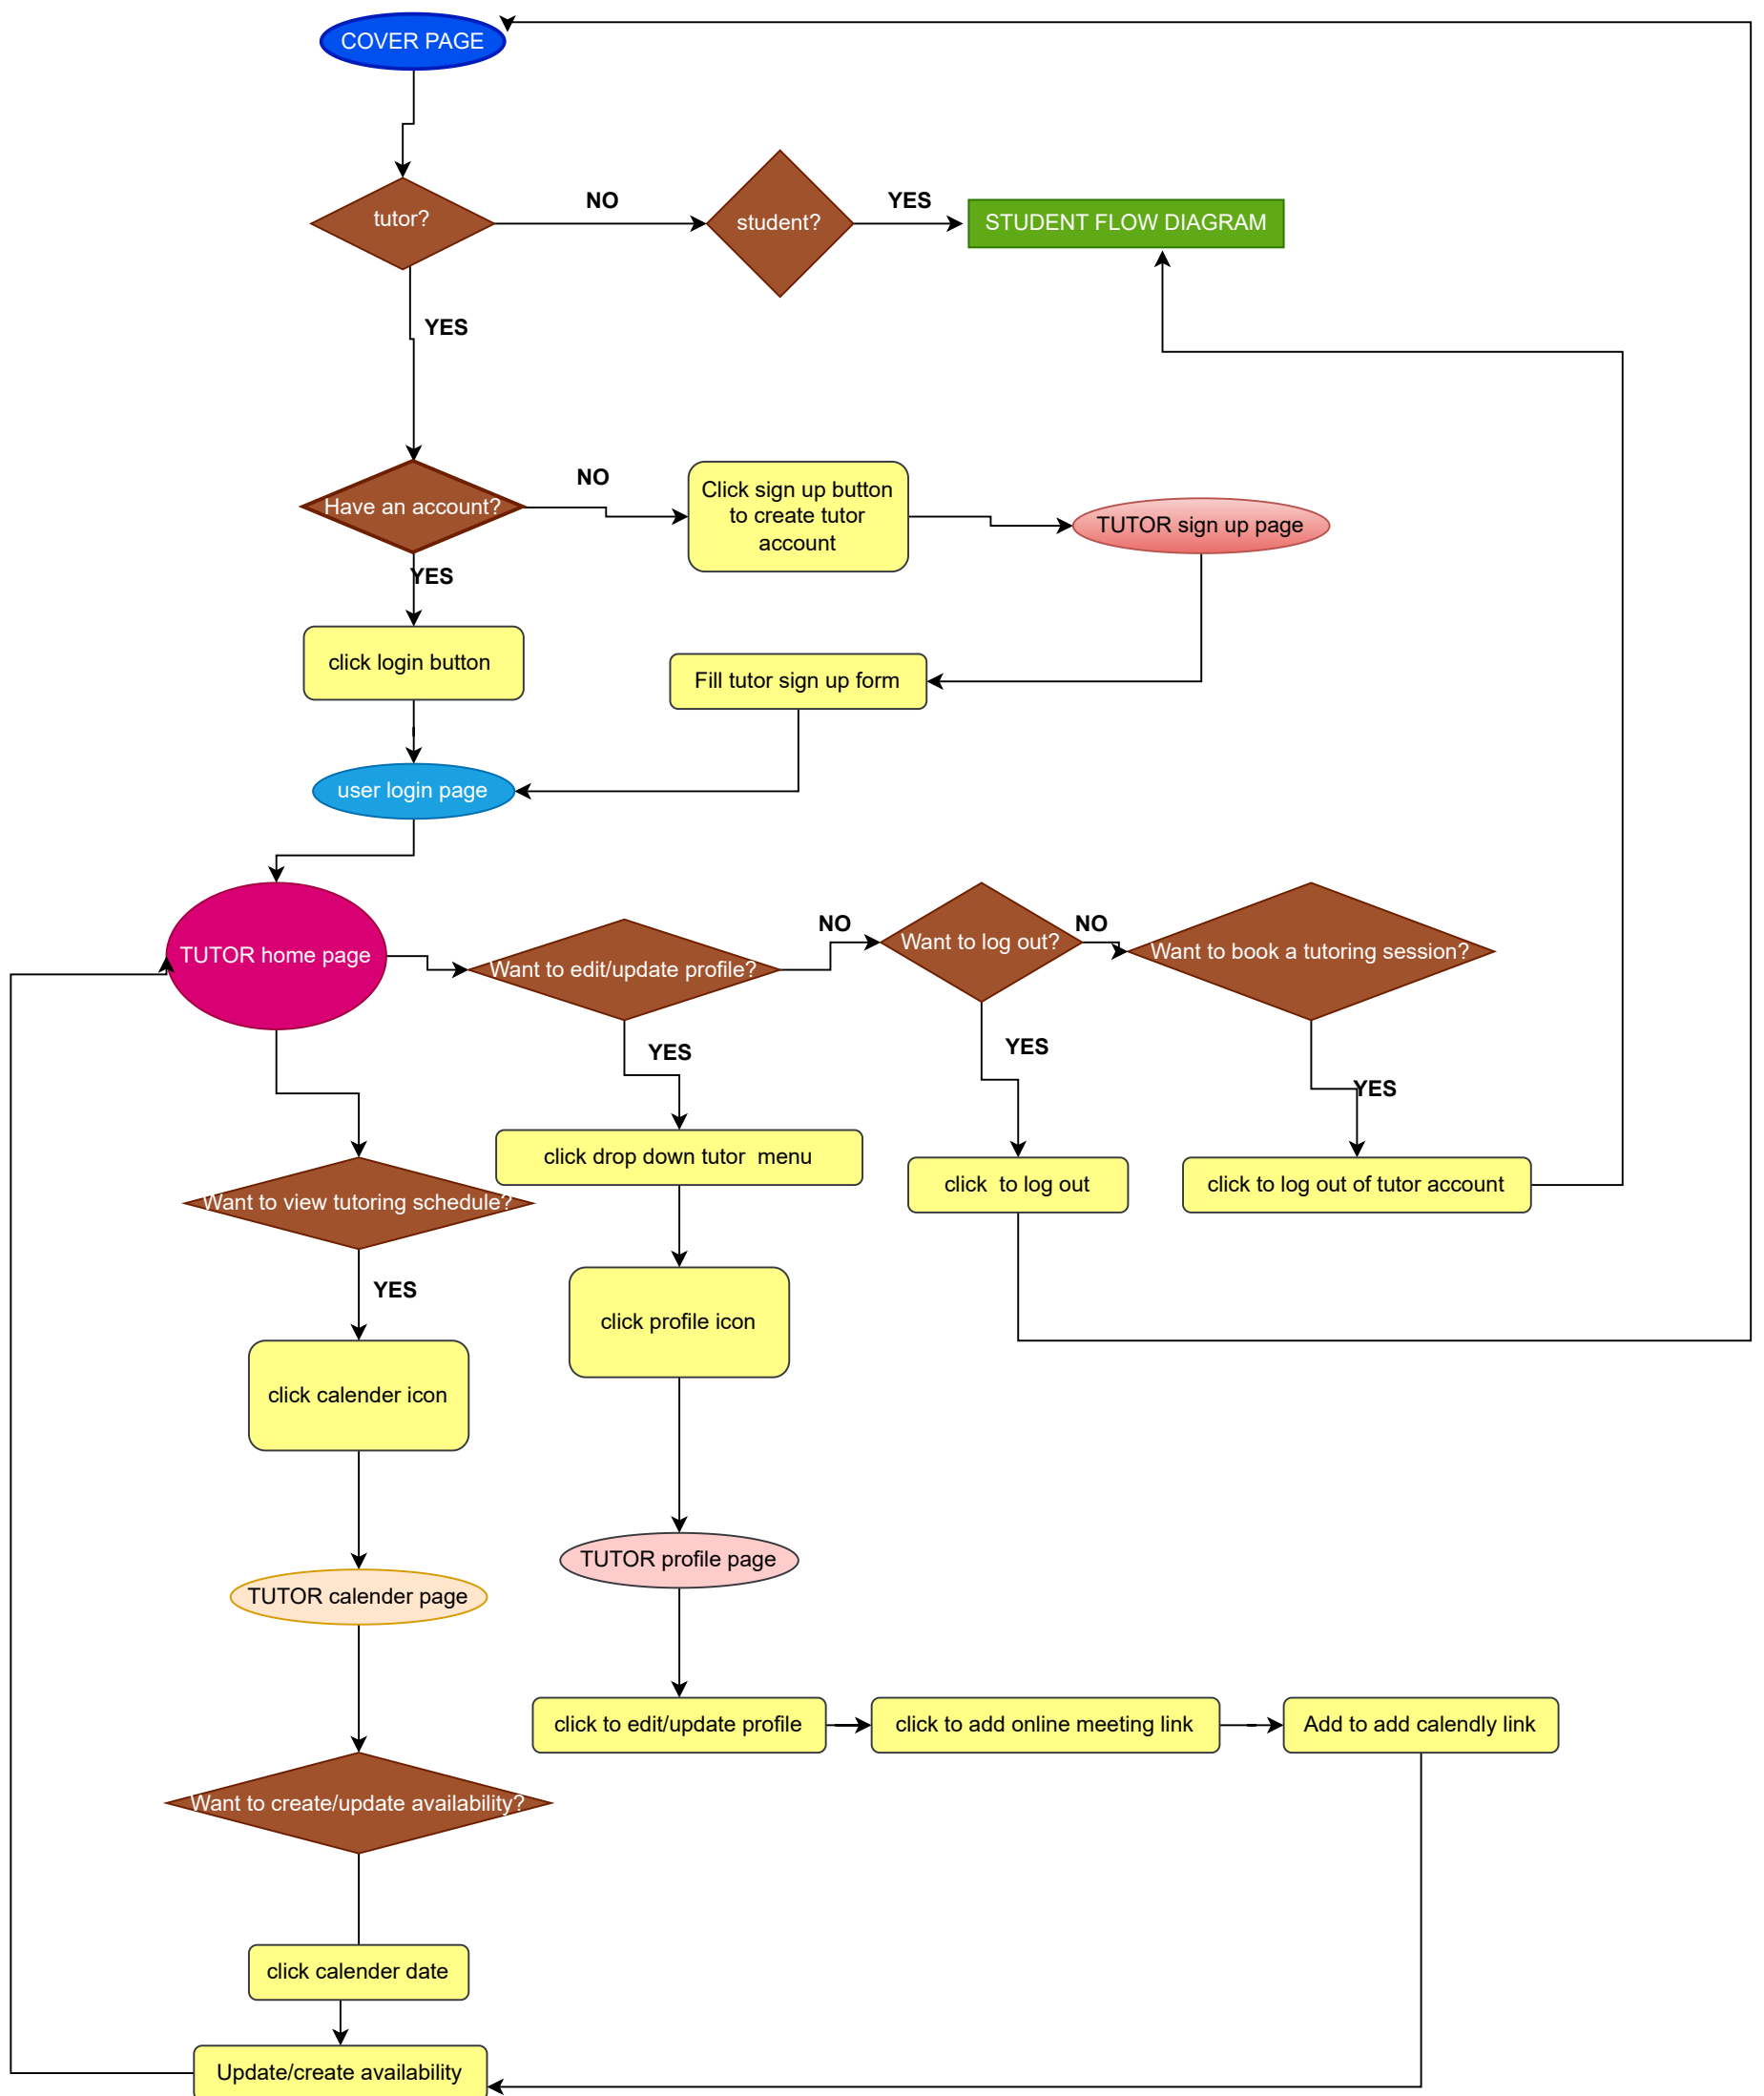 COVER PAGE
tutor?
NO
student?
YES
STUDENT FLOW DIAGRAM
YES
Have an account?
NO
Click sign up button
to create tutor
account
TUTOR sign up page
YES
click login button
Fill tutor sign up form
user login page
TUTOR home page
Want to edit/update profile?
NO
Want to log out?
NO
Want to book a tutoring session?
YES
YES
YES
click drop down tutor menu
click to log out
click to log out of tutor account
Want to view tutoring schedule?
YES
click profile icon
click calender icon
TUTOR profile page
TUTOR calender page
click to edit/update profile
click to add online meeting link
Add to add calendly link
Want to create/update availability?
click calender date
Update/create availability